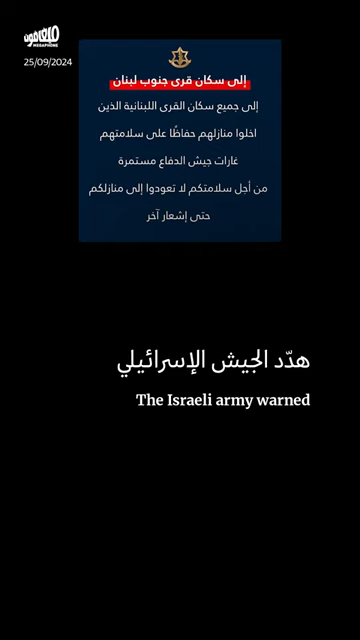 ميغافون
MEGAPHONE
25/09/2024
إلى سكان قرى جنوب لبنان
إلى جميع سكان القرى اللبنانية الذين
اخلوا منازلهم حفاظًا على سلامتهم
غارات جيش الدفاع مستمرة
من أجل سلامتكم لا تعودوا إلى منازلكم
حتى إشعار آخر
هدّد الجيش الإسرائيلي
The Israeli army warned